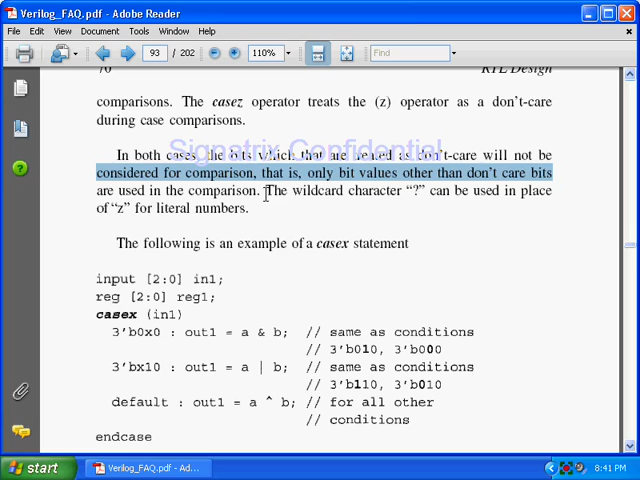 Verilog_FAQ.pdf - Adobe Reader
File Edit View Document Tools Window Help
93 / 202 110% Find
RTL Design
comparisons. The casez operator treats the (z) operator as a don't-care
during case comparisons.
Signatrix Confidential
In both cases, the bits which that are treated as don't-care will not be
considered for comparison, that is, only bit values other than don't care bits
are used in the comparison. The wildcard character “?” can be used in place
of “z” for literal numbers.
The following is an example of a casex statement
input [2:0] in1;
reg [2:0] reg1;
casex (in1)
3'b0x0 : out1 = a & b; // same as conditions
// 3'b010, 3'b000
3'bx10 : out1 = a | b; // same as conditions
// 3'b110, 3'b010
default : out1 = a ^ b; // for all other
// conditions
endcase
start Verilog_FAQ.pdf - Ado... 8:41 PM